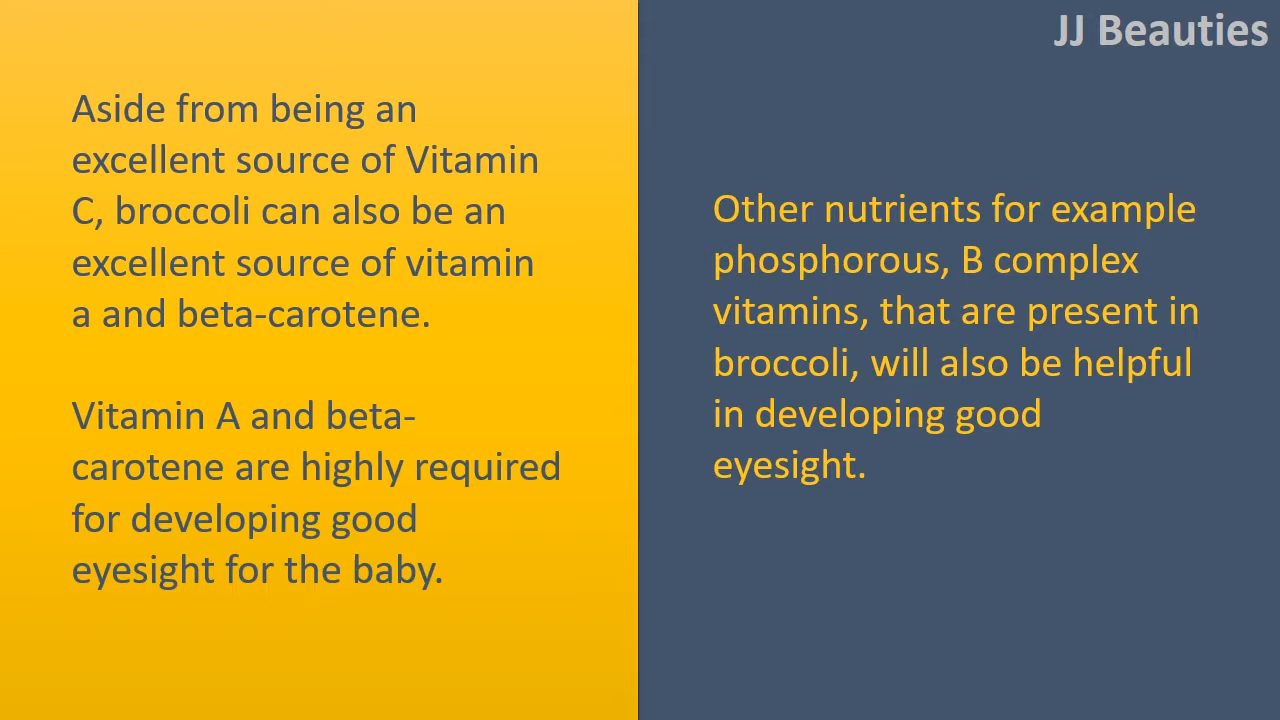 JJ Beauties
Aside from being an
excellent source of Vitamin
C, broccoli can also be an
excellent source of vitamin
a and beta-carotene.
Vitamin A and beta-
carotene are highly required
for developing good
eyesight for the baby.
Other nutrients for example
phosphorous, B complex
vitamins, that are present in
broccoli, will also be helpful
in developing good
eyesight.